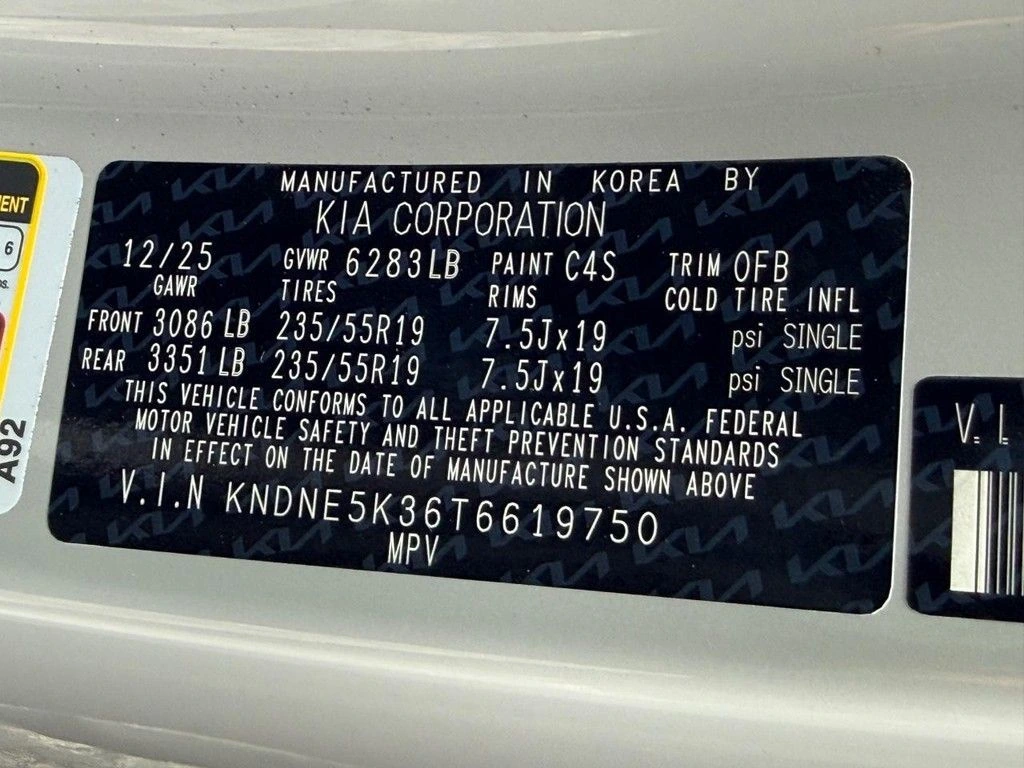 MANUFACTURED IN KOREA BY
KIA CORPORATION
12/25 GVWR 6283LB PAINT C4S TRIM OFB
GAWR TIRES RIMS COLD TIRE INFL
FRONT 3086 LB 235/55R19 7.5Jx19 psi SINGLE
REAR 3351 LB 235/55R19 7.5Jx19 psi SINGLE
THIS VEHICLE CONFORMS TO ALL APPLICABLE U.S.A. FEDERAL
MOTOR VEHICLE SAFETY AND THEFT PREVENTION STANDARDS
IN EFFECT ON THE DATE OF MANUFACTURE SHOWN ABOVE
V.I.N KNDNE5K36T6619750
MPV
6
A92
V.I.